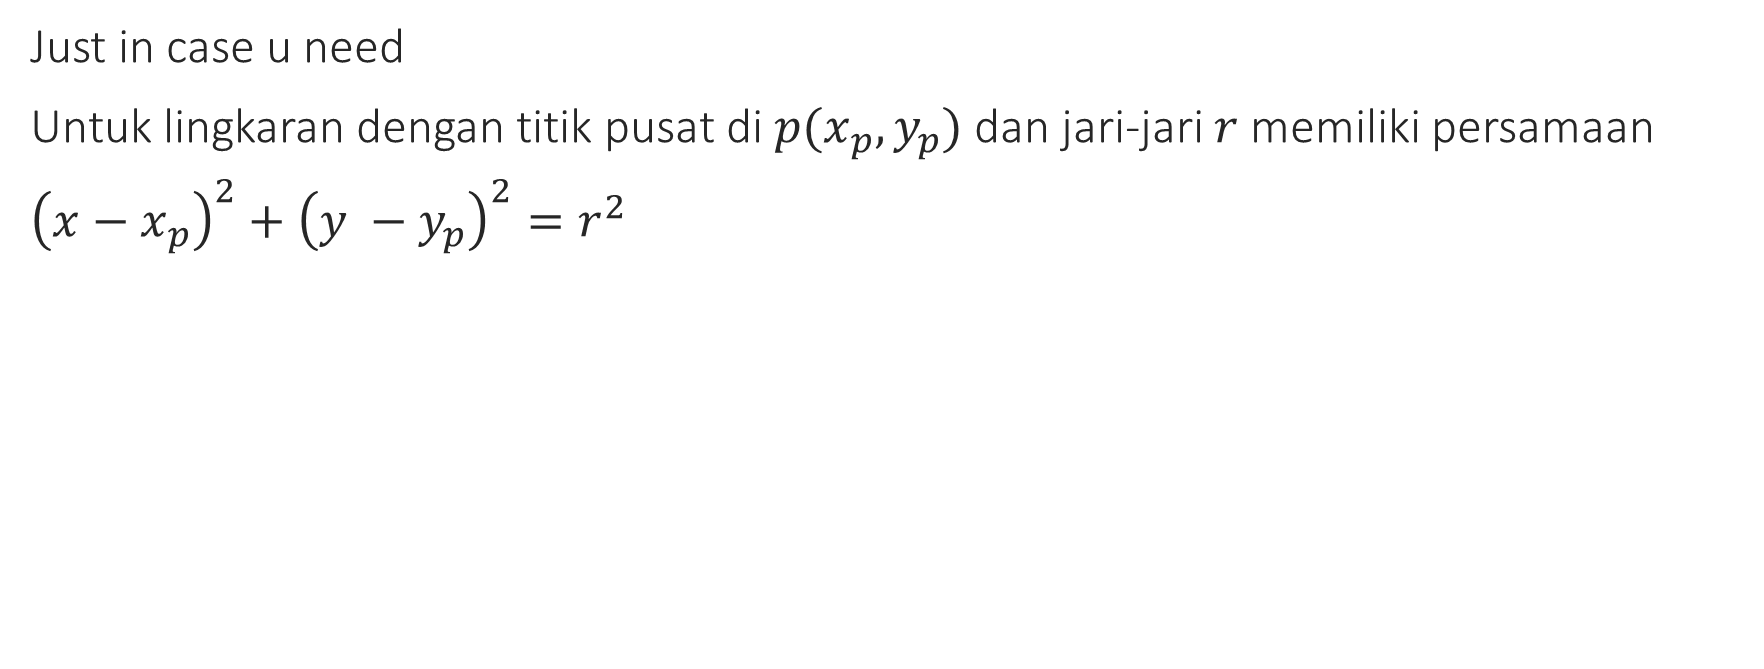 Just in case u need
Untuk lingkaran dengan titik pusat di $p(x_p, y_p)$ dan jari-jari $r$ memiliki persamaan
$(x - x_p)^2 + (y - y_p)^2 = r^2$